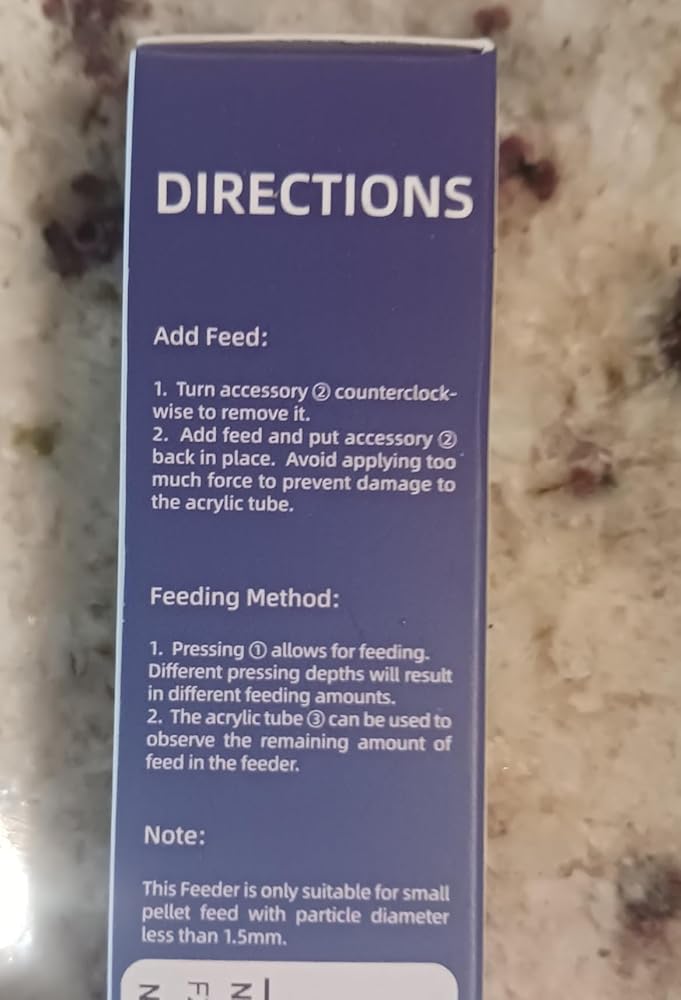 DIRECTIONS
Add Feed:
1. Turn accessory ② counterclock-
wise to remove it.
2. Add feed and put accessory ②
back in place. Avoid applying too
much force to prevent damage to
the acrylic tube.
Feeding Method:
1. Pressing ① allows for feeding.
Different pressing depths will result
in different feeding amounts.
2. The acrylic tube ③ can be used to
observe the remaining amount of
feed in the feeder.
Note:
This Feeder is only suitable for small
pellet feed with particle diameter
less than 1.5mm.